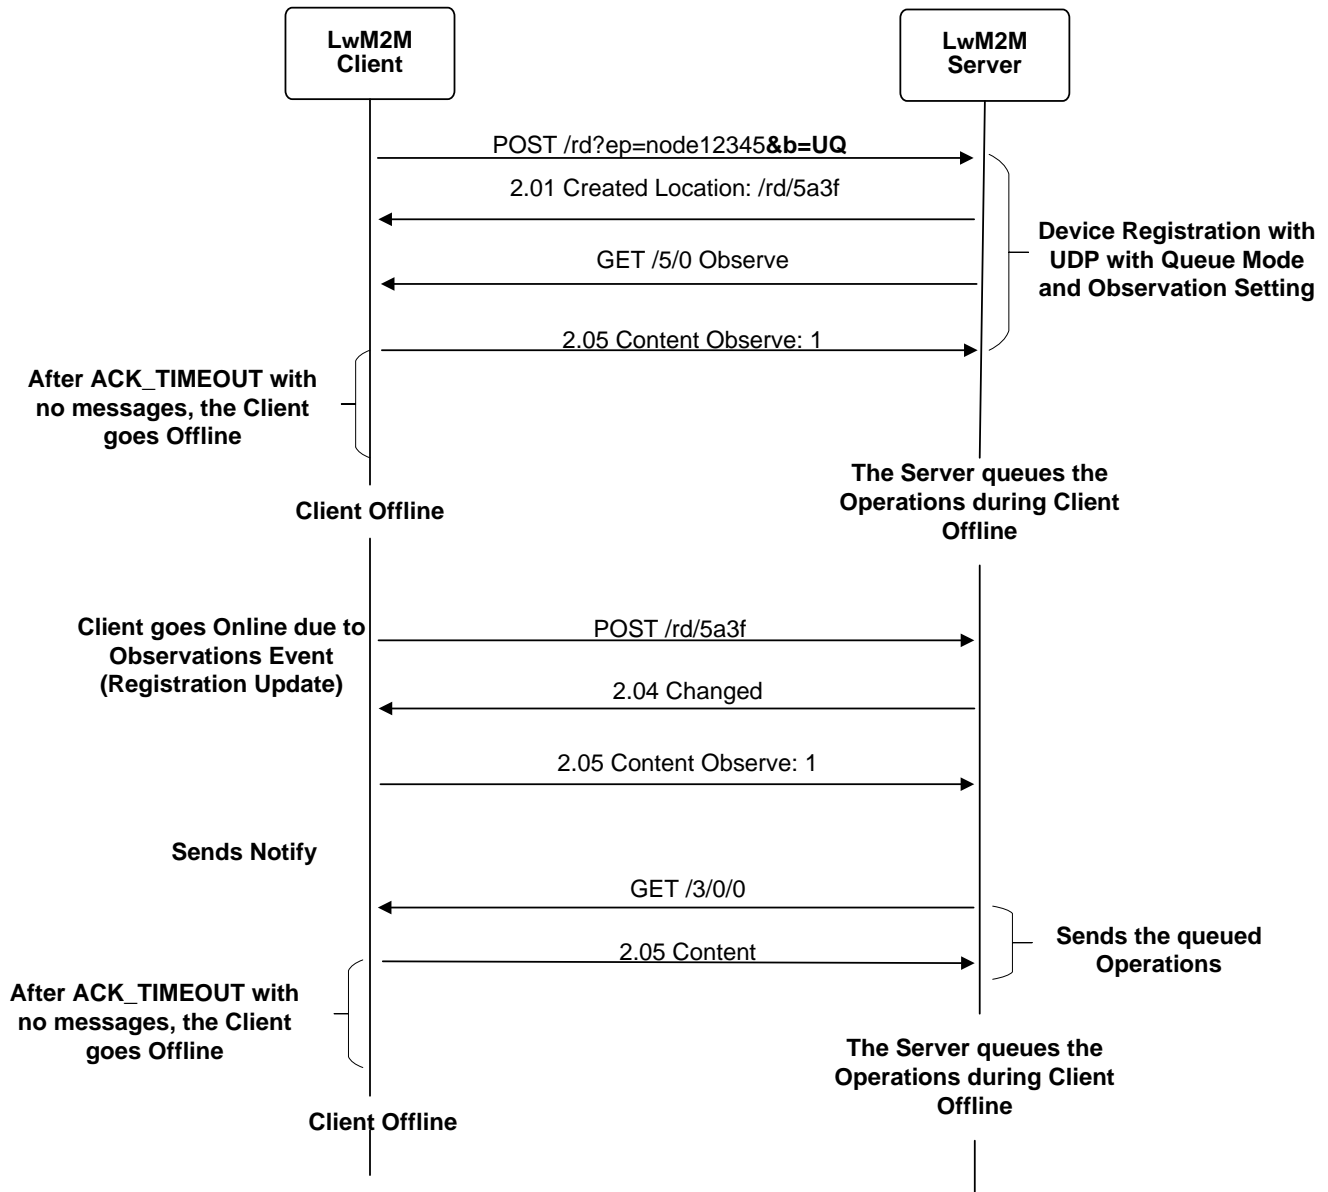 LwM2M
Client
LwM2M
Server
POST /rd?ep=node12345&b=UQ
2.01 Created Location: /rd/5a3f
GET /5/0 Observe
2.05 Content Observe: 1
Device Registration with
UDP with Queue Mode
and Observation Setting
After ACK_TIMEOUT with
no messages, the Client
goes Offline
Client Offline
The Server queues the
Operations during Client
Offline
Client goes Online due to
Observations Event
(Registration Update)
POST /rd/5a3f
2.04 Changed
2.05 Content Observe: 1
Sends Notify
GET /3/0/0
2.05 Content
Sends the queued
Operations
After ACK_TIMEOUT with
no messages, the Client
goes Offline
The Server queues the
Operations during Client
Offline
Client Offline